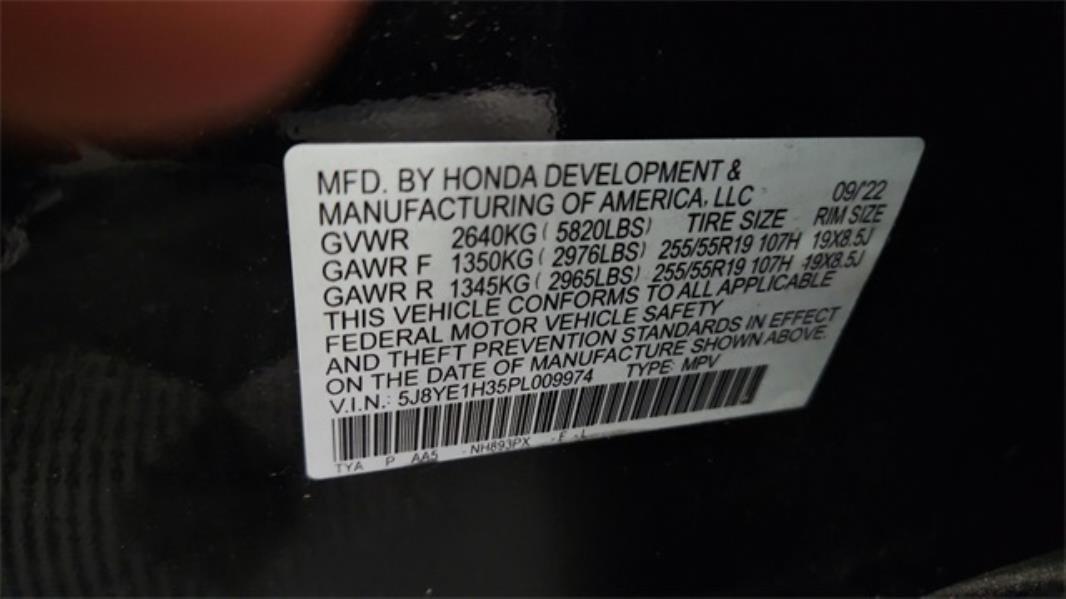 MFD. BY HONDA DEVELOPMENT &
MANUFACTURING OF AMERICA, LLC 09/'22
GVWR 2640KG ( 5820LBS) TIRE SIZE RIM SIZE
GAWR F 1350KG ( 2976LBS) 255/55R19 107H 19X8.5J
GAWR R 1345KG ( 2965LBS) 255/55R19 107H 19X8.5J
THIS VEHICLE CONFORMS TO ALL APPLICABLE
FEDERAL MOTOR VEHICLE SAFETY
AND THEFT PREVENTION STANDARDS IN EFFECT
ON THE DATE OF MANUFACTURE SHOWN ABOVE.
V.I.N.: 5J8YE1H35PL009974 TYPE: MPV
TYA P AA5 - NH893PX - F - L